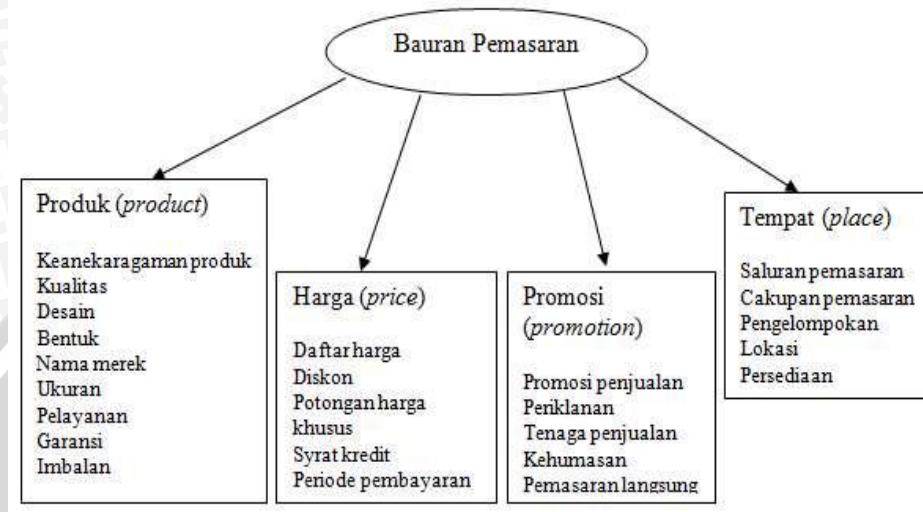 Bauran Pemasaran
Produk (product)
Keanekaragaman produk
Kualitas
Desain
Bentuk
Nama merek
Ukuran
Pelayanan
Garansi
Imbalan
Harga (price)
Daftar harga
Diskon
Potongan harga
khusus
Syrat kredit
Periode pembayaran
Promosi
(promotion)
Promosi penjualan
Periklanan
Tenaga penjualan
Kehumasan
Pemasaran langsung
Tempat (place)
Saluran pemasaran
Cakupan pemasaran
Pengelompokan
Lokasi
Persediaan